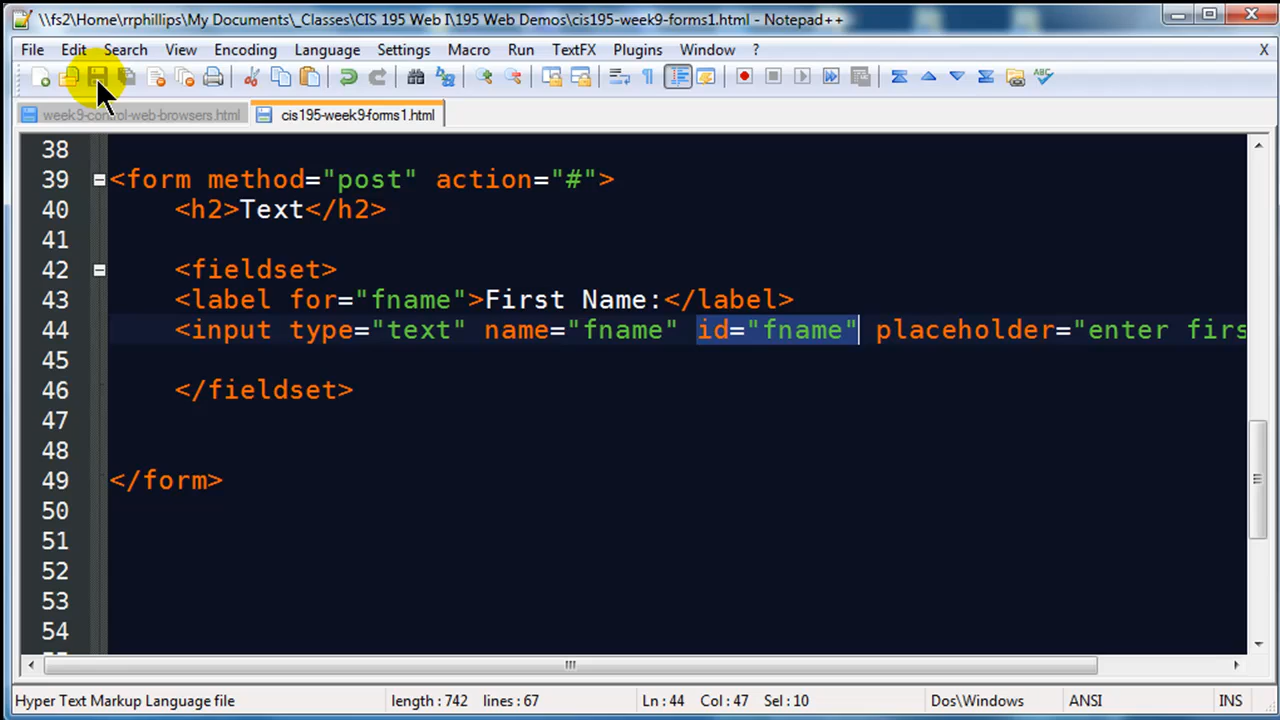 \\fs2\Home\rrphillips\My Documents\_Classes\CIS 195 Web I\195 Web Demos\cis195-week9-forms1.html - Notepad++
File Edit Search View Encoding Language Settings Macro Run TextFX Plugins Window ? X
week9-control-web-browsers.html cis195-week9-forms1.html
38
39 <form method="post" action="#">
40 <h2>Text</h2>
41
42 <fieldset>
43 <label for="fname">First Name:</label>
44 <input type="text" name="fname" id="fname" placeholder="enter firs
45
46 </fieldset>
47
48
49 </form>
50
51
52
53
54
Hyper Text Markup Language file length : 742 lines : 67 Ln : 44 Col : 47 Sel : 10 Dos\Windows ANSI INS